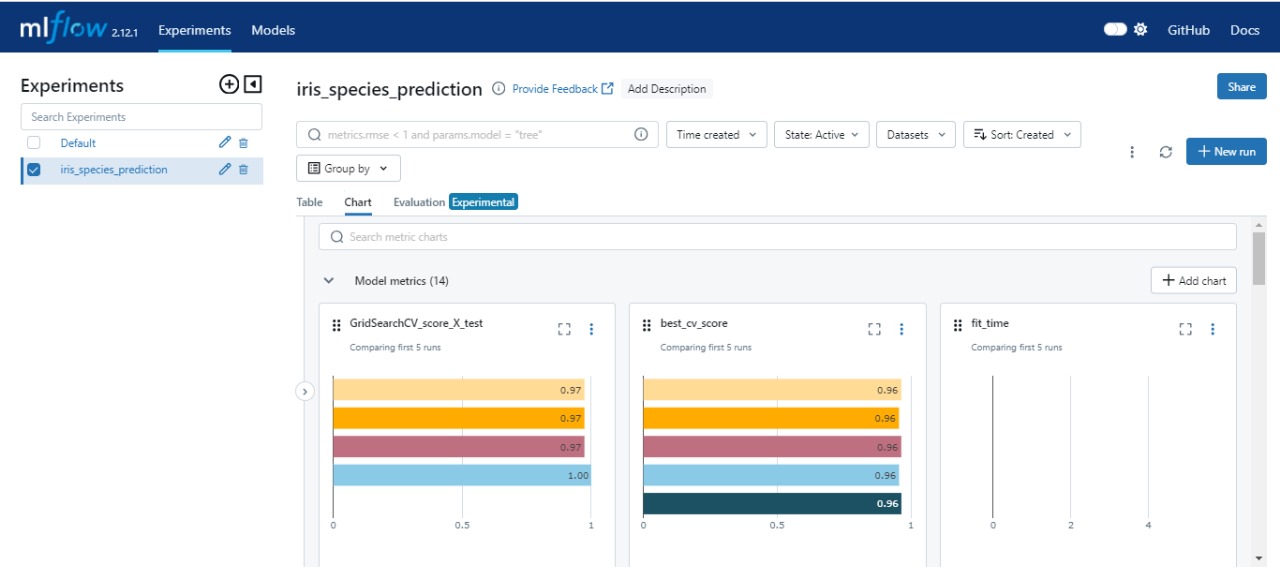 mlflow 2.12.1 Experiments Models GitHub Docs
Experiments
Search Experiments
Default
iris_species_prediction
iris_species_prediction Provide Feedback Add Description Share
metrics.rmse < 1 and params.model = "tree" Time created State: Active Datasets Sort: Created
Group by
+ New run
Table Chart Evaluation Experimental
Search metric charts
Model metrics (14) + Add chart
GridSearchCV_score_X_test
Comparing first 5 runs
0.97
0.97
0.97
1.00
0 0.5 1
best_cv_score
Comparing first 5 runs
0.96
0.96
0.96
0.96
0.96
0 0.5 1
fit_time
Comparing first 5 runs
0 2 4